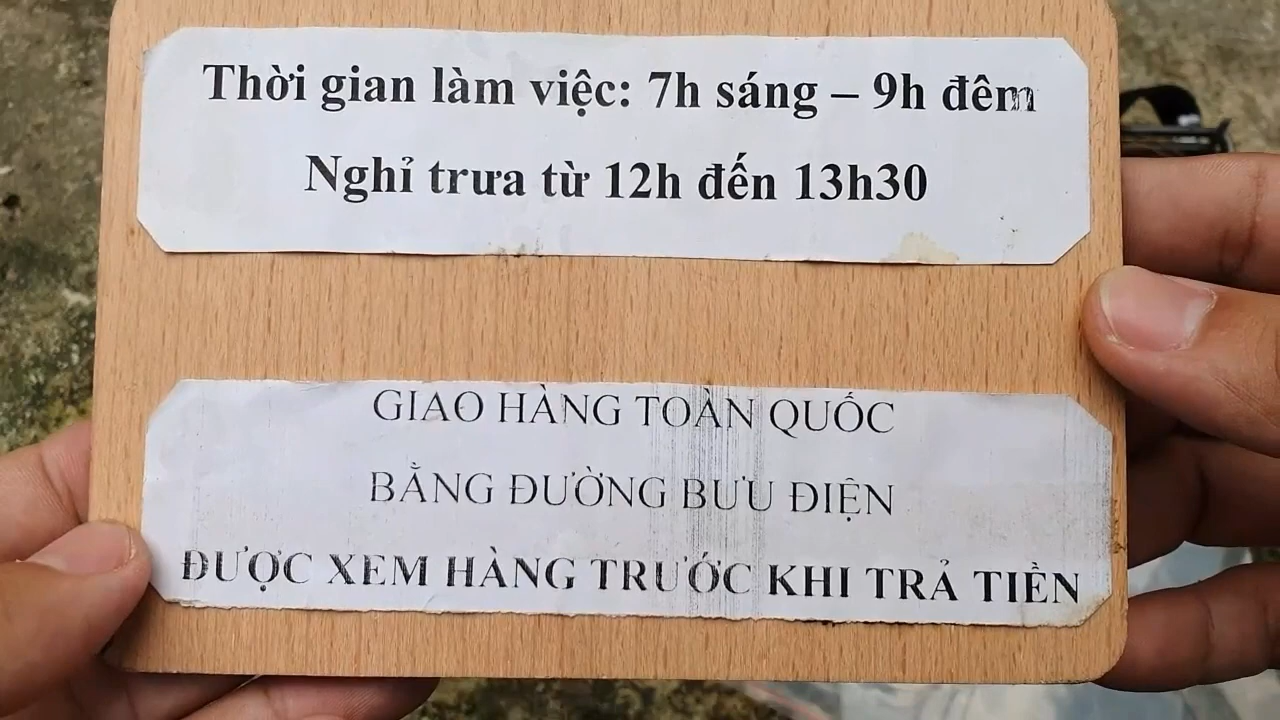 Thời gian làm việc: 7h sáng – 9h đêm
Nghỉ trưa từ 12h đến 13h30
GIAO HÀNG TOÀN QUỐC
BẰNG ĐƯỜNG BƯU ĐIỆN
ĐƯỢC XEM HÀNG TRƯỚC KHI TRẢ TIỀN